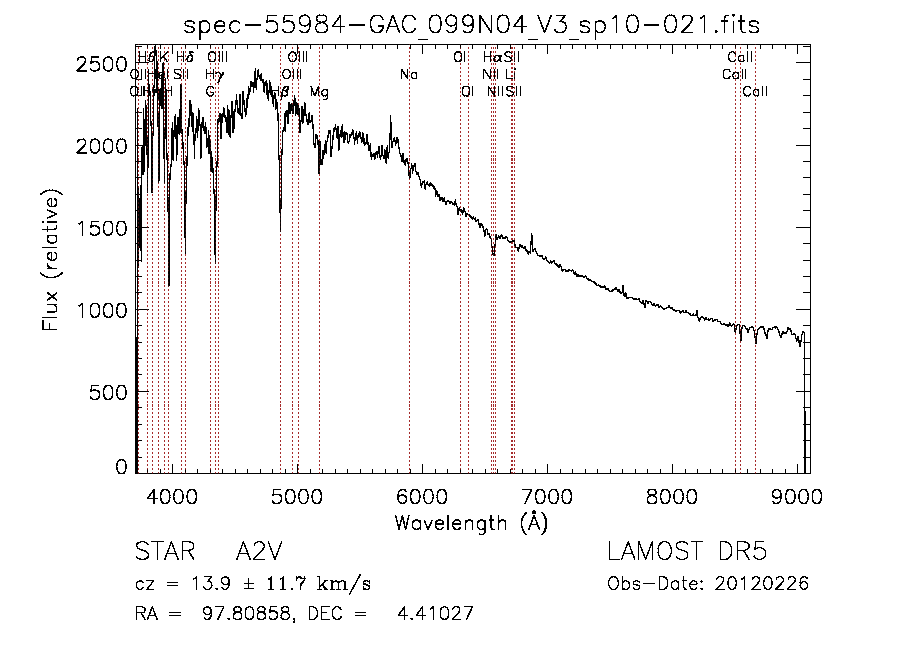 spec−55984−GAC_099N04_V3_sp10−021.fits
Hδ OIII OIII OI Hα SII CaII
SII Hγ OIII Na NII Li CaII
G Hβ Mg OI NII SII CaII
2500
2000
1500
1000
500
0
Flux (relative)
4000 5000 6000 7000 8000 9000
Wavelength (Å)
STAR A2V LAMOST DR5
cz = 13.9 ± 11.7 km/s Obs−Date: 20120226
RA = 97.80858, DEC = 4.41027